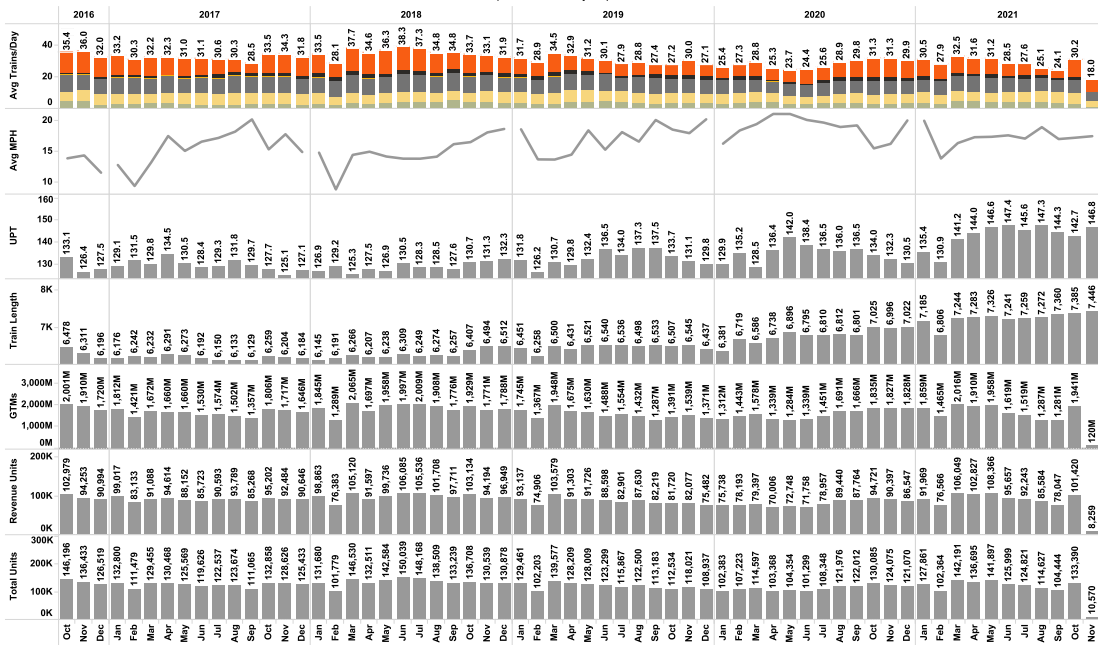 2016 2017 2018 2019 2020 2021
Avg Trains/Day
40
20
0
35.4 36.0 32.0 33.2 30.3 32.2 32.3 31.0 31.1 30.6 30.3 28.5 33.5 34.3 31.8 33.5 28.1 37.7 34.6 36.3 38.3 37.3 34.8 34.8 33.7 33.1 31.9 31.7 28.9 34.5 32.9 31.2 30.1 27.9 28.8 27.4 27.2 30.0 27.1 25.4 27.3 28.8 25.3 23.7 24.4 25.6 28.9 29.8 31.3 31.3 29.9 30.5 27.9 32.5 31.6 31.2 28.5 27.6 25.1 24.1 30.2 18.0
Avg MPH
20
15
10
UPT
160
150
140
130
133.1 126.4 127.5 129.1 131.5 129.8 134.5 130.5 128.4 129.3 131.8 129.7 127.7 125.1 127.1 126.9 129.2 125.3 127.5 126.9 130.5 128.3 128.5 127.6 130.7 131.3 132.3 131.8 126.2 130.7 129.8 132.4 136.5 134.0 137.3 137.5 133.7 131.1 129.8 129.9 135.2 128.5 136.4 142.0 138.4 136.5 136.0 136.5 134.0 132.3 130.5 135.4 130.9 141.2 144.0 146.6 147.4 145.6 147.3 144.3 142.7 146.8
Train Length
8K
7K
6,478 6,311 6,196 6,176 6,242 6,232 6,291 6,273 6,192 6,150 6,133 6,129 6,259 6,204 6,184 6,145 6,191 6,266 6,207 6,238 6,309 6,249 6,274 6,257 6,407 6,494 6,512 6,451 6,258 6,500 6,431 6,521 6,540 6,536 6,498 6,533 6,507 6,545 6,437 6,381 6,719 6,586 6,738 6,896 6,795 6,810 6,812 6,801 7,025 6,996 7,022 7,185 6,806 7,244 7,283 7,326 7,241 7,259 7,272 7,360 7,385 7,446
GTMs
3,000M
2,000M
1,000M
0M
2,001M 1,910M 1,720M 1,812M 1,421M 1,672M 1,660M 1,660M 1,530M 1,574M 1,502M 1,357M 1,806M 1,717M 1,646M 1,845M 1,289M 2,065M 1,697M 1,958M 1,997M 2,009M 1,908M 1,776M 1,929M 1,771M 1,788M 1,745M 1,367M 1,948M 1,675M 1,630M 1,488M 1,554M 1,432M 1,287M 1,391M 1,539M 1,371M 1,312M 1,443M 1,578M 1,339M 1,284M 1,339M 1,451M 1,691M 1,666M 1,835M 1,827M 1,828M 1,859M 1,465M 2,016M 1,910M 1,958M 1,619M 1,519M 1,287M 1,281M 1,941M 120M
Revenue Units
200K
100K
0K
102,979 94,253 90,994 99,017 83,133 91,088 94,614 88,152 85,723 90,593 93,789 85,268 95,202 92,484 90,646 98,863 76,383 105,120 91,597 99,736 106,085 105,536 101,708 97,711 103,134 94,194 96,949 93,137 74,906 103,579 91,303 91,726 88,598 82,901 87,630 82,219 81,720 82,077 75,482 75,738 78,193 79,397 70,006 72,748 71,758 78,957 89,440 87,764 94,721 90,397 86,547 91,969 76,566 106,049 102,827 108,366 95,657 92,243 85,584 78,047 101,420 8,259
Total Units
300K
200K
100K
0K
146,196 136,433 126,519 132,800 111,479 129,455 130,468 125,569 119,626 122,537 123,674 111,065 132,858 128,626 125,433 131,680 101,779 146,530 132,511 142,584 150,039 148,168 138,509 133,239 136,708 130,539 130,878 129,461 102,203 139,577 128,209 128,009 123,299 115,867 122,500 113,183 112,534 118,021 108,937 102,383 107,223 114,597 103,368 104,354 101,299 108,348 121,976 122,012 130,085 124,075 121,070 127,861 102,364 142,191 136,695 141,897 125,999 124,821 114,627 104,444 133,390 10,570
Oct Nov Dec Jan Feb Mar Apr May Jun Jul Aug Sep Oct Nov Dec Jan Feb Mar Apr May Jun Jul Aug Sep Oct Nov Dec Jan Feb Mar Apr May Jun Jul Aug Sep Oct Nov Dec Jan Feb Mar Apr May Jun Jul Aug Sep Oct Nov Dec Jan Feb Mar Apr May Jun Jul Aug Sep Oct Nov